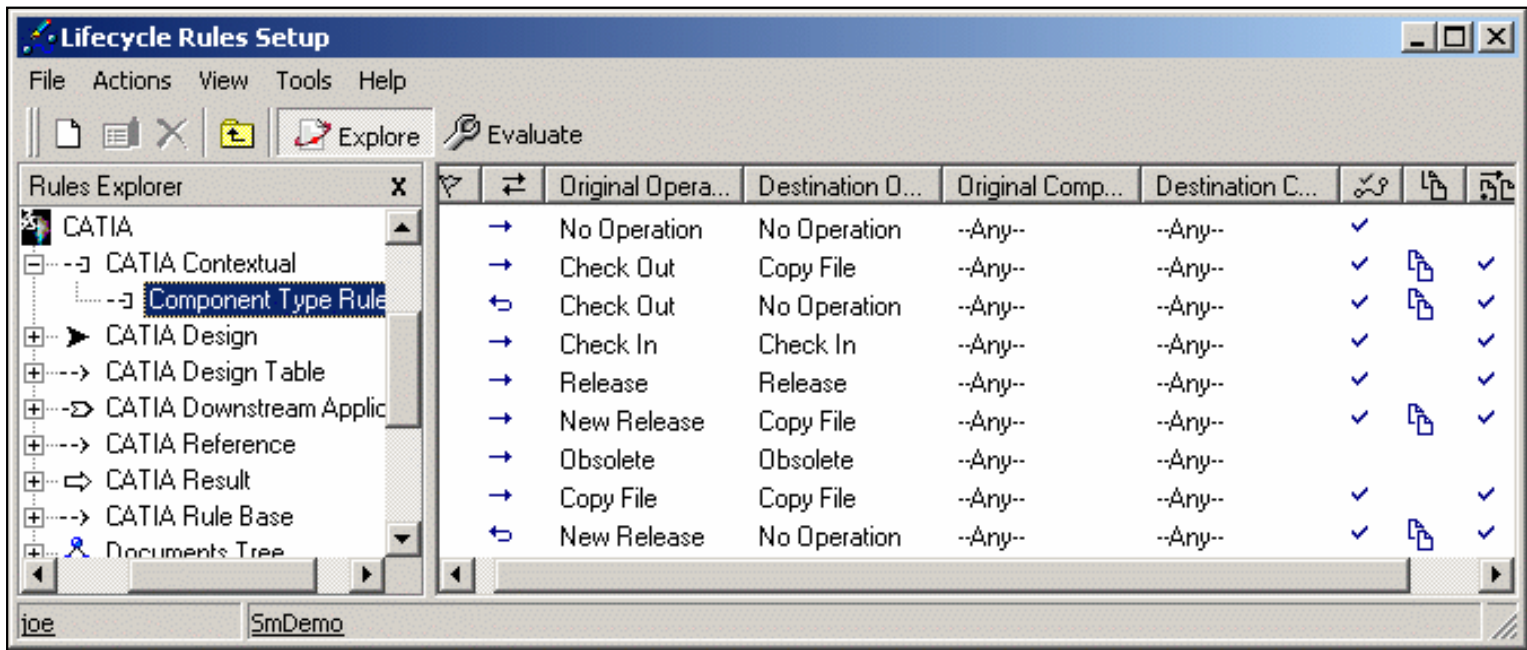 Lifecycle Rules Setup
File Actions View Tools Help
Explore Evaluate
Rules Explorer x Original Opera... Destination O... Original Comp... Destination C...
CATIA
CATIA Contextual
Component Type Rule
CATIA Design
CATIA Design Table
CATIA Downstream Applic
CATIA Reference
CATIA Result
CATIA Rule Base
Documents Tree
No Operation No Operation --Any-- --Any--
Check Out Copy File --Any-- --Any--
Check Out No Operation --Any-- --Any--
Check In Check In --Any-- --Any--
Release Release --Any-- --Any--
New Release Copy File --Any-- --Any--
Obsolete Obsolete --Any-- --Any--
Copy File Copy File --Any-- --Any--
New Release No Operation --Any-- --Any--
joe SmDemo